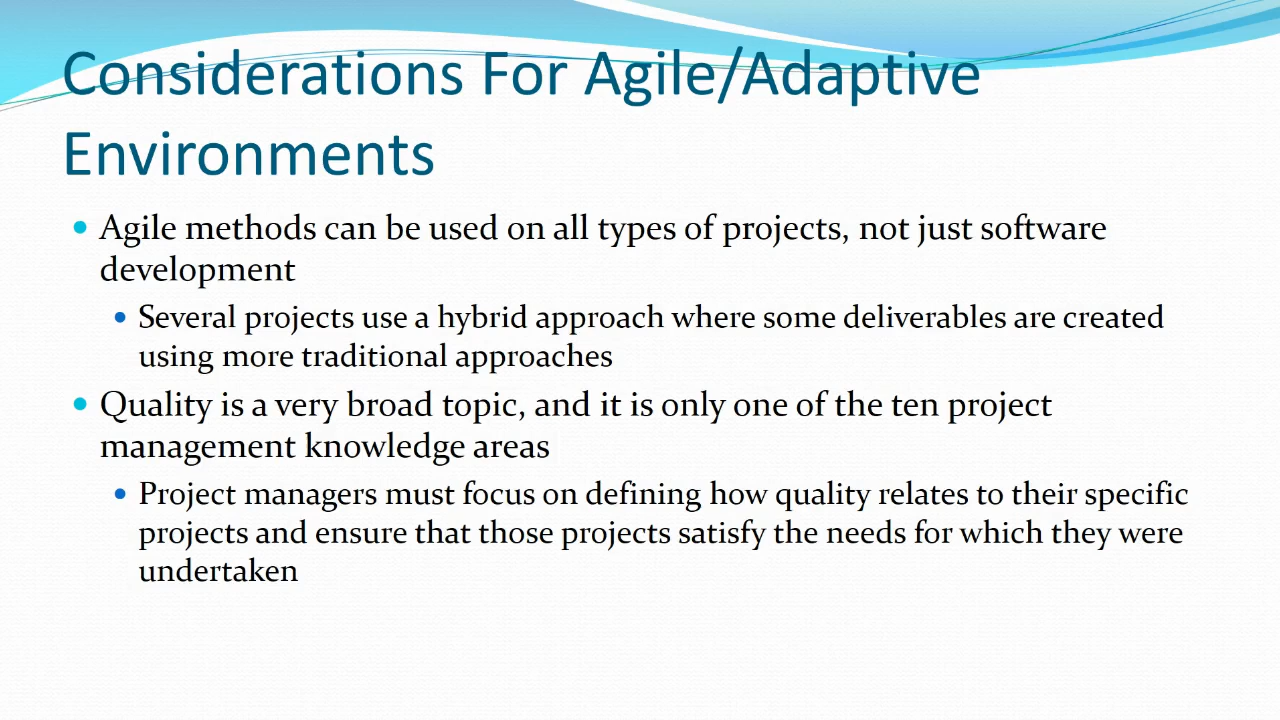 Considerations For Agile/Adaptive
Environments
Agile methods can be used on all types of projects, not just software
development
Several projects use a hybrid approach where some deliverables are created
using more traditional approaches
Quality is a very broad topic, and it is only one of the ten project
management knowledge areas
Project managers must focus on defining how quality relates to their specific
projects and ensure that those projects satisfy the needs for which they were
undertaken